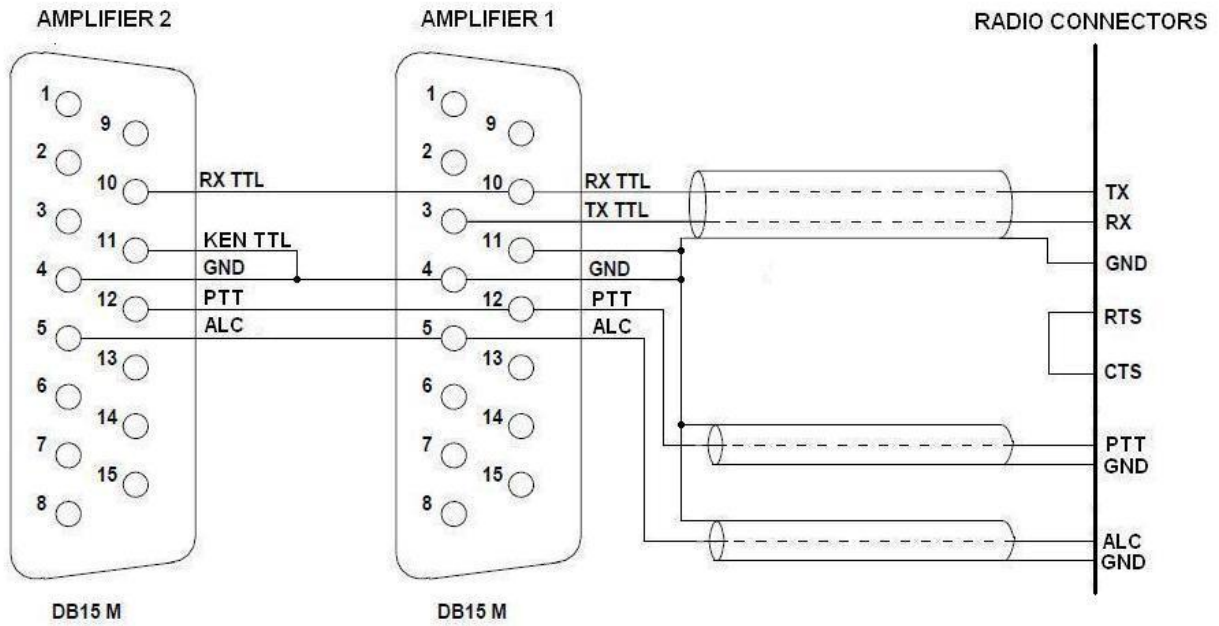 AMPLIFIER 2
AMPLIFIER 1
RADIO CONNECTORS
1
9
2
10
3
11
4
12
5
13
6
14
7
15
8
RX TTL
KEN TTL
GND
PTT
ALC
DB15 M
1
9
2
10
3
11
4
12
5
13
6
14
7
15
8
RX TTL
TX TTL
GND
PTT
ALC
DB15 M
TX
RX
GND
RTS
CTS
PTT
GND
ALC
GND